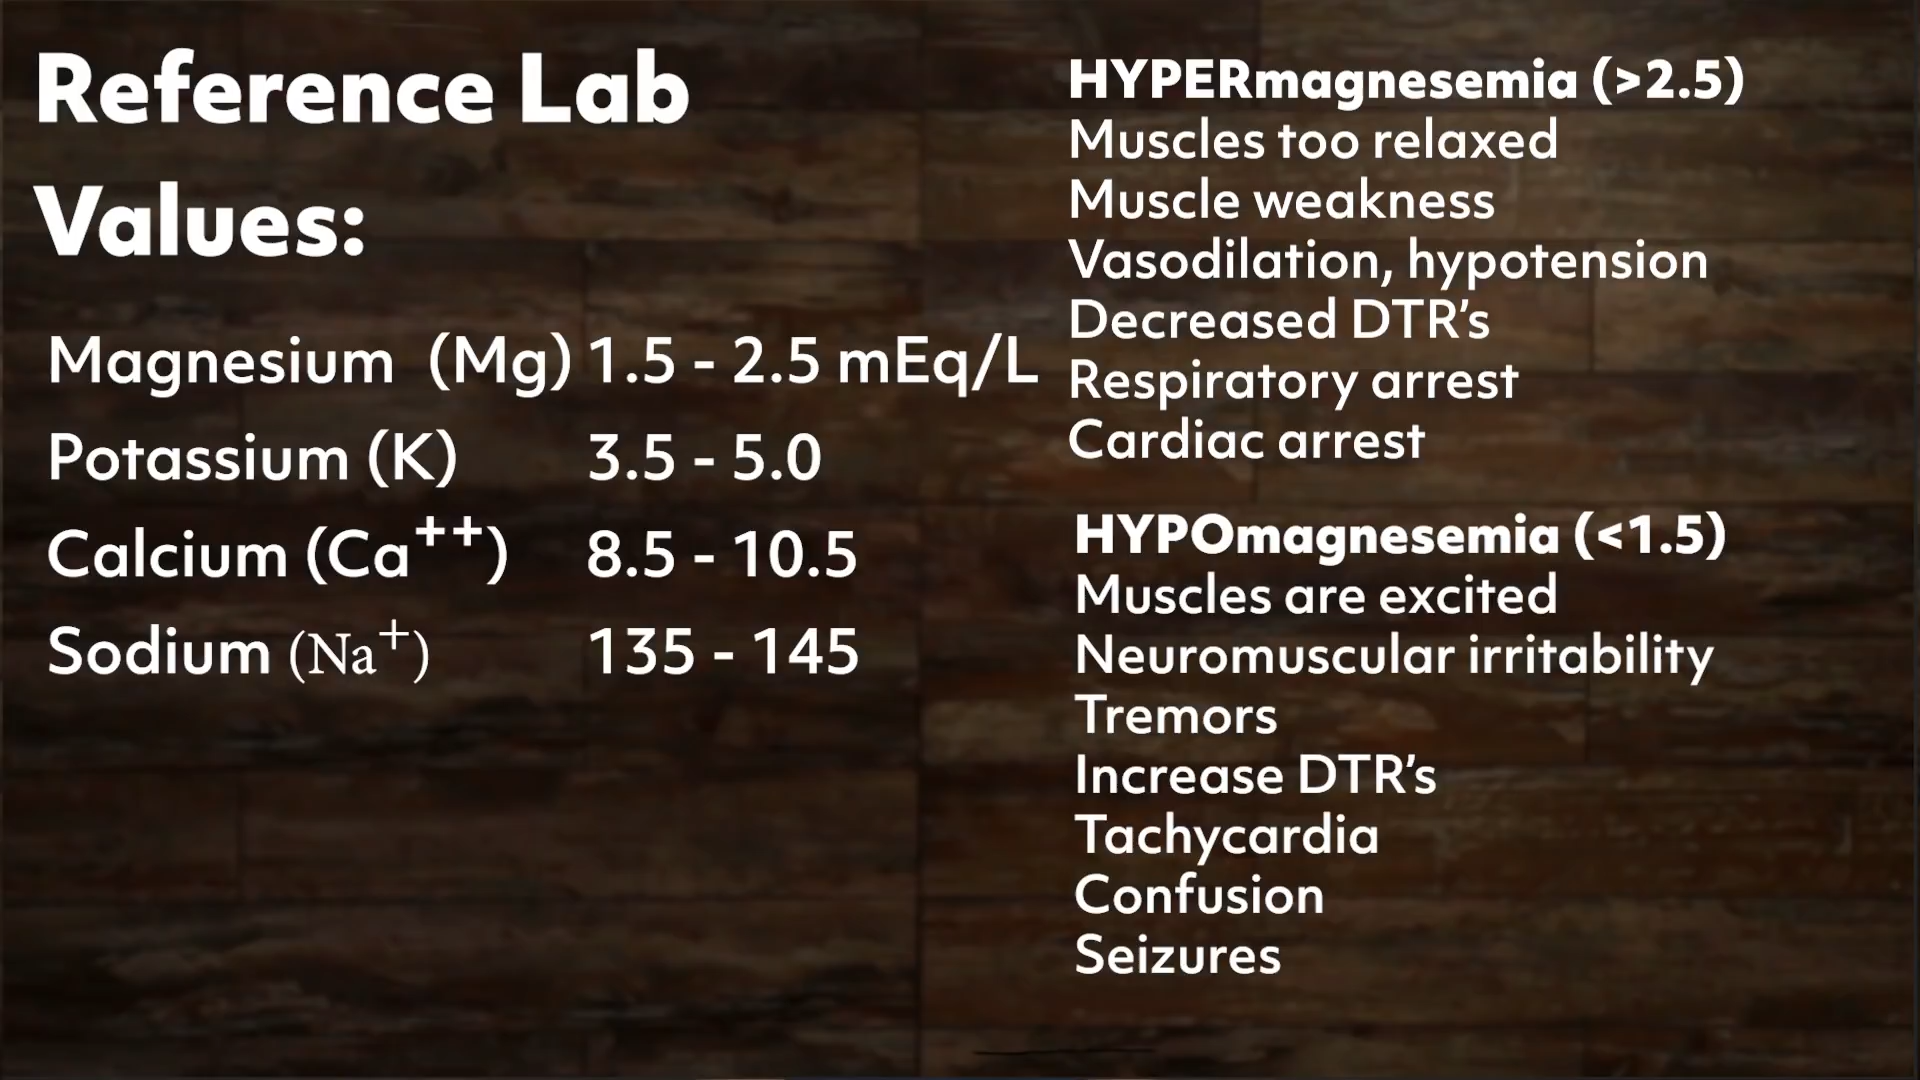 Reference Lab
Values:
Magnesium (Mg) 1.5 - 2.5 mEq/L
Potassium (K) 3.5 - 5.0
Calcium (Ca⁺⁺) 8.5 - 10.5
Sodium (Na⁺) 135 - 145
HYPERmagnesemia (>2.5)
Muscles too relaxed
Muscle weakness
Vasodilation, hypotension
Decreased DTR’s
Respiratory arrest
Cardiac arrest
HYPOmagnesemia (<1.5)
Muscles are excited
Neuromuscular irritability
Tremors
Increase DTR’s
Tachycardia
Confusion
Seizures